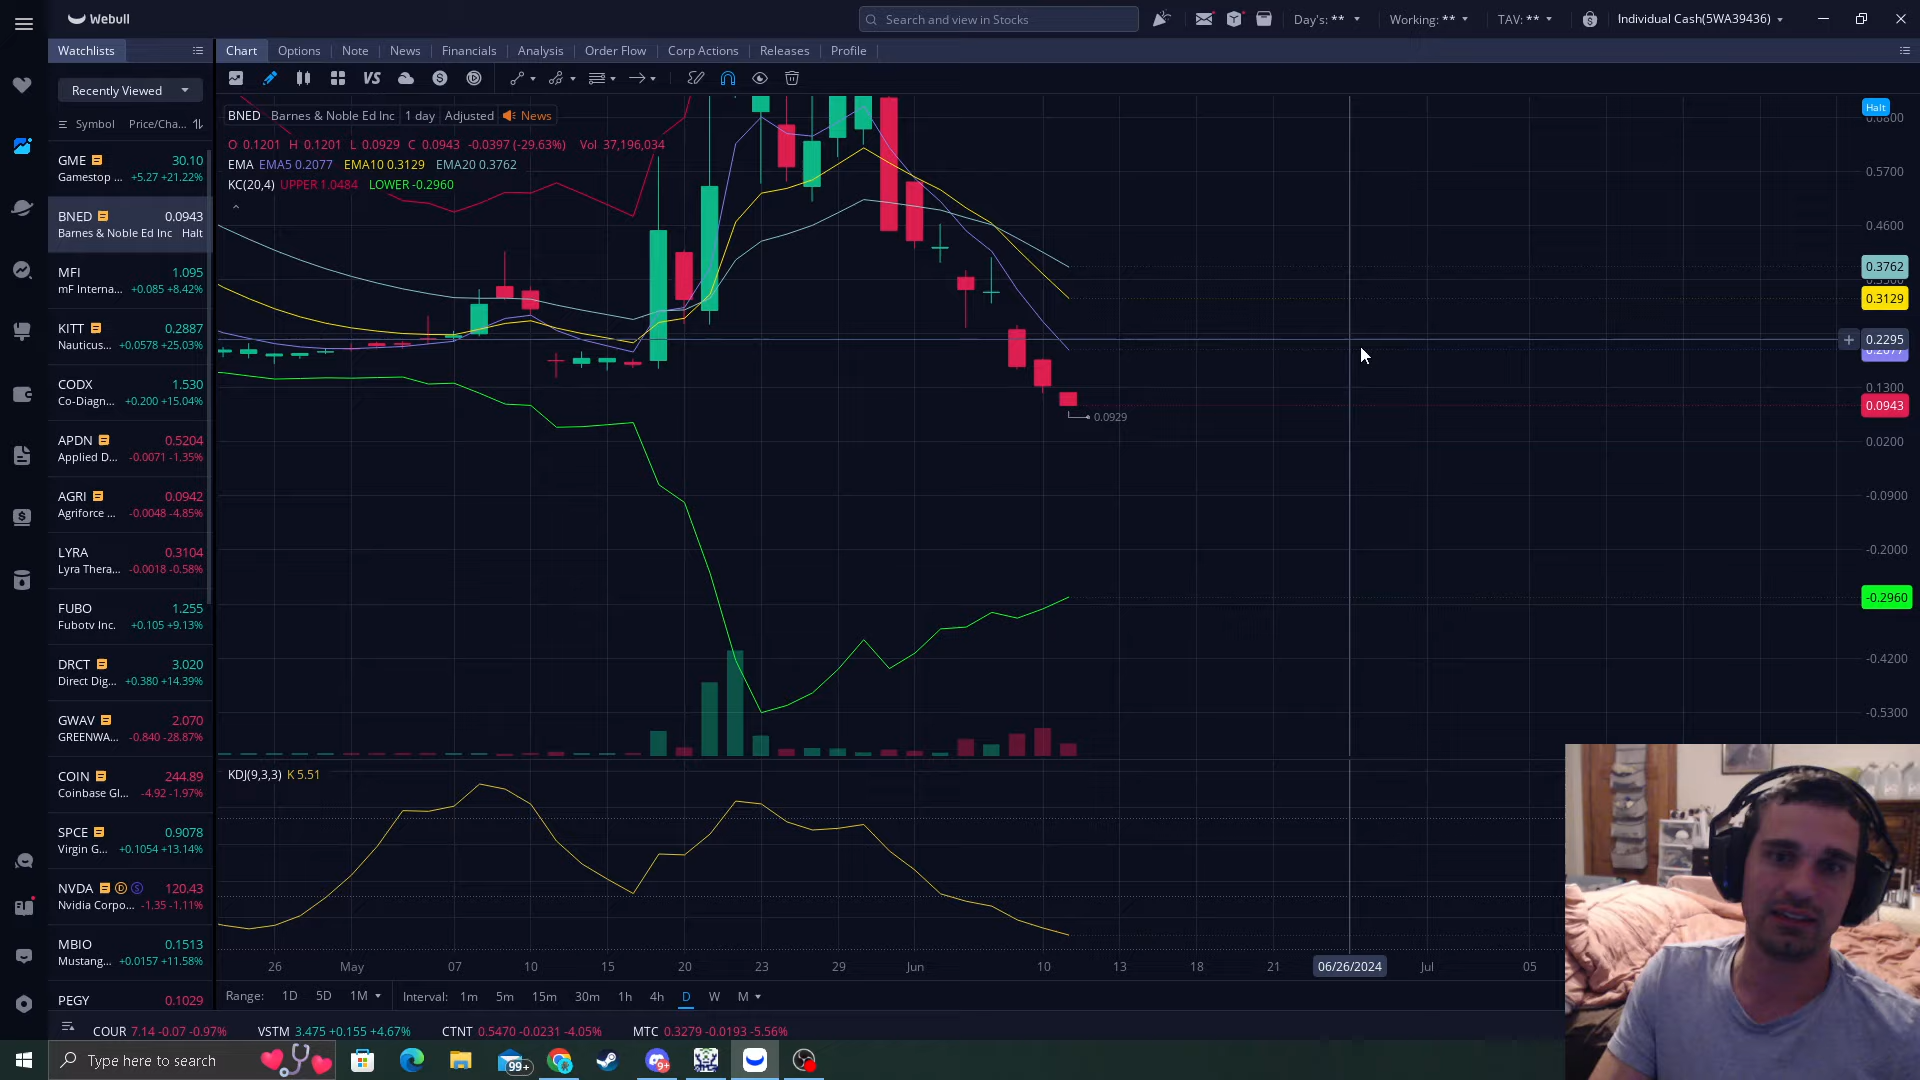 Webull
Search and view in Stocks
Day's: **
Working: **
TAV: **
Individual Cash(5WA39436)
Watchlists
Chart Options Note News Financials Analysis Order Flow Corp Actions Releases Profile
Recently Viewed
VS
Symbol Price/Cha...
BNED Barnes & Noble Ed Inc 1 day Adjusted News
O 0.1201 H 0.1201 L 0.0929 C 0.0943 -0.0397 (-29.63%) Vol 37,196,034
EMA EMA5 0.2077 EMA10 0.3129 EMA20 0.3762
KC(20,4) UPPER 1.0484 LOWER -0.2960
GME 30.10
Gamestop ... +5.27 +21.22%
BNED 0.0943
Barnes & Noble Ed Inc Halt
MFI 1.095
mF Interna... +0.085 +8.42%
KITT 0.2887
Nauticus... +0.0578 +25.03%
CODX 1.530
Co-Diagn... +0.200 +15.04%
APDN 0.5204
Applied D... -0.0071 -1.35%
AGRI 0.0942
Agriforce ... -0.0048 -4.85%
LYRA 0.3104
Lyra Thera... -0.0018 -0.58%
FUBO 1.255
Fubotv Inc. +0.105 +9.13%
DRCT 3.020
Direct Dig... +0.380 +14.39%
GWAV 2.070
GREENWA... -0.840 -28.87%
COIN 244.89
Coinbase Gl... -4.92 -1.97%
SPCE 0.9078
Virgin G... +0.1054 +13.14%
NVDA D S 120.43
Nvidia Corpo... -1.35 -1.11%
MBIO 0.1513
Mustang... +0.0157 +11.58%
PEGY 0.1029
Halt
0.6800
0.5700
0.4600
0.3762
0.3129
0.2295
0.2077
0.1300
0.0943
0.0200
-0.0900
-0.2000
-0.2960
-0.4200
-0.5300
0.0929
KDJ(9,3,3) K 5.51
26 May 07 10 15 20 23 29 Jun 10 13 18 21 06/26/2024 Jul 05
Range: 1D 5D 1M Interval: 1m 5m 15m 30m 1h 4h D W M
COUR 7.14 -0.07 -0.97% VSTM 3.475 +0.155 +4.67% CTNT 0.5470 -0.0231 -4.05% MTC 0.3279 -0.0193 -5.56%
Type here to search
99+
9+